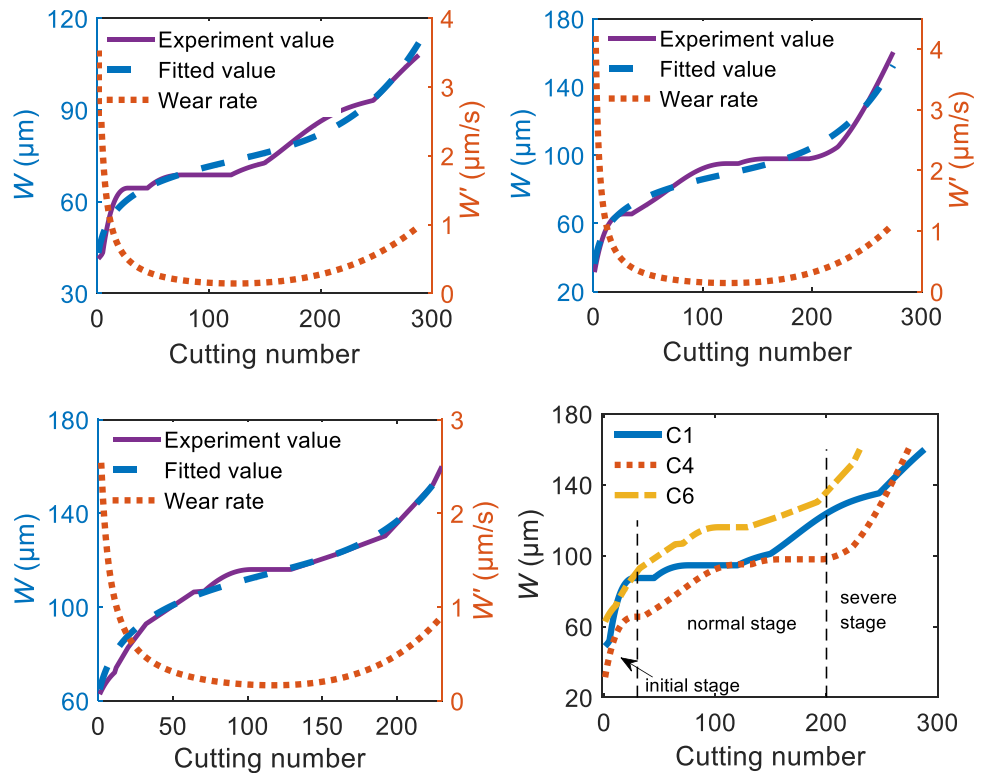 120
90
60
30
W (μm)
Experiment value
Fitted value
Wear rate
4
3
2
1
0
W' (μm/s)
0 100 200 300
Cutting number
180
140
100
60
20
W (μm)
Experiment value
Fitted value
Wear rate
4
3
2
1
0
W' (μm/s)
0 100 200 300
Cutting number
180
140
100
60
W (μm)
Experiment value
Fitted value
Wear rate
3
2
1
0
W' (μm/s)
0 50 100 150 200
Cutting number
180
140
100
60
20
W (μm)
C1
C4
C6
normal stage
severe
stage
initial stage
0 100 200 300
Cutting number